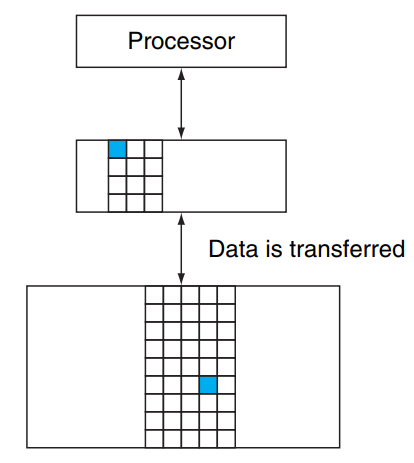 Processor
Data is transferred